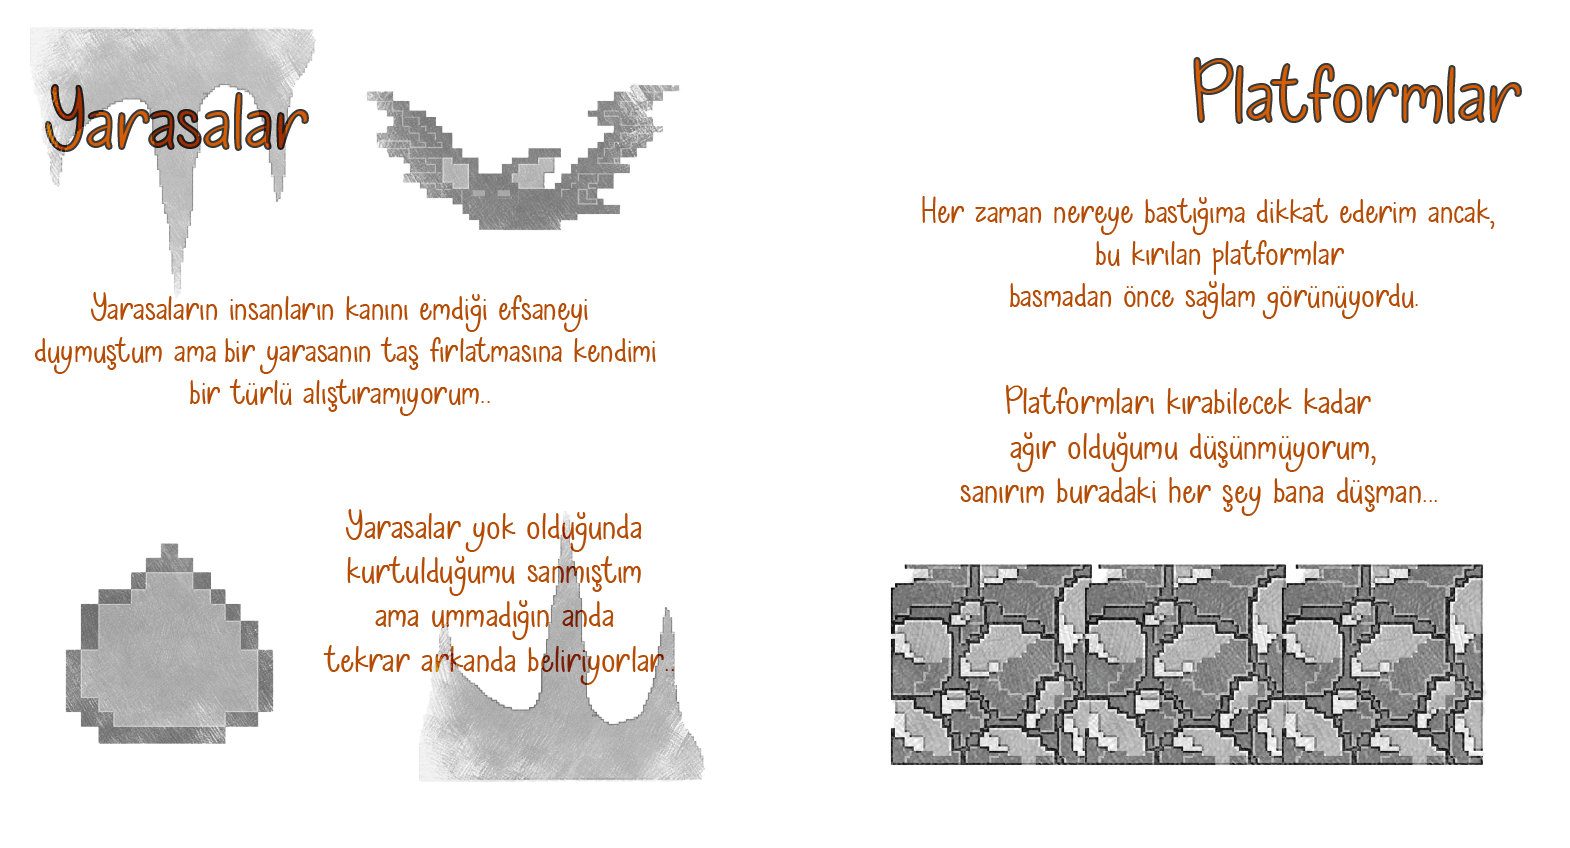 Yarasalar
Yarasaların insanların kanını emdiği efsaneyi
duymuştum ama bir yarasanın taş fırlatmasına kendimi
bir türlü alıştıramıyorum..
Yarasalar yok olduğunda
kurtulduğumu sanmıştım
ama ummadığın anda
tekrar arkanda beliriyorlar..
Platformlar
Her zaman nereye bastığıma dikkat ederim ancak,
bu kırılan platformlar
basmadan önce sağlam görünüyordu.
Platformları kırabilecek kadar
ağır olduğumu düşünmüyorum,
sanırım buradaki her şey bana düşman...